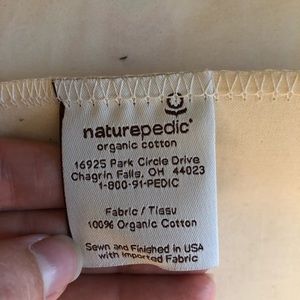 naturepedic®
organic cotton
16925 Park Circle Drive
Chagrin Falls, OH 44023
1-800-91-PEDIC
Fabric / Tissu
100% Organic Cotton
Sewn and Finished in USA
with Imported Fabric